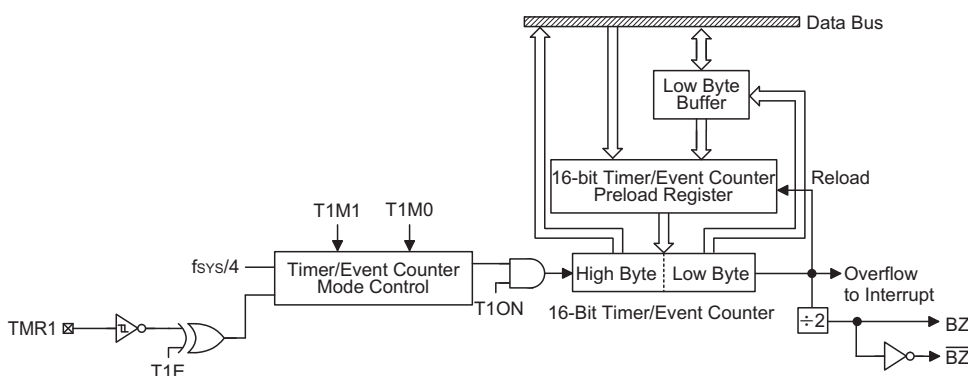 Data Bus
Low Byte
Buffer
16-bit Timer/Event Counter
Preload Register
Reload
T1M1
T1M0
fSYS/4
Timer/Event Counter
Mode Control
T1ON
High Byte
Low Byte
16-Bit Timer/Event Counter
Overflow
to Interrupt
÷2
BZ
B̅Z̅
TMR1
T1E